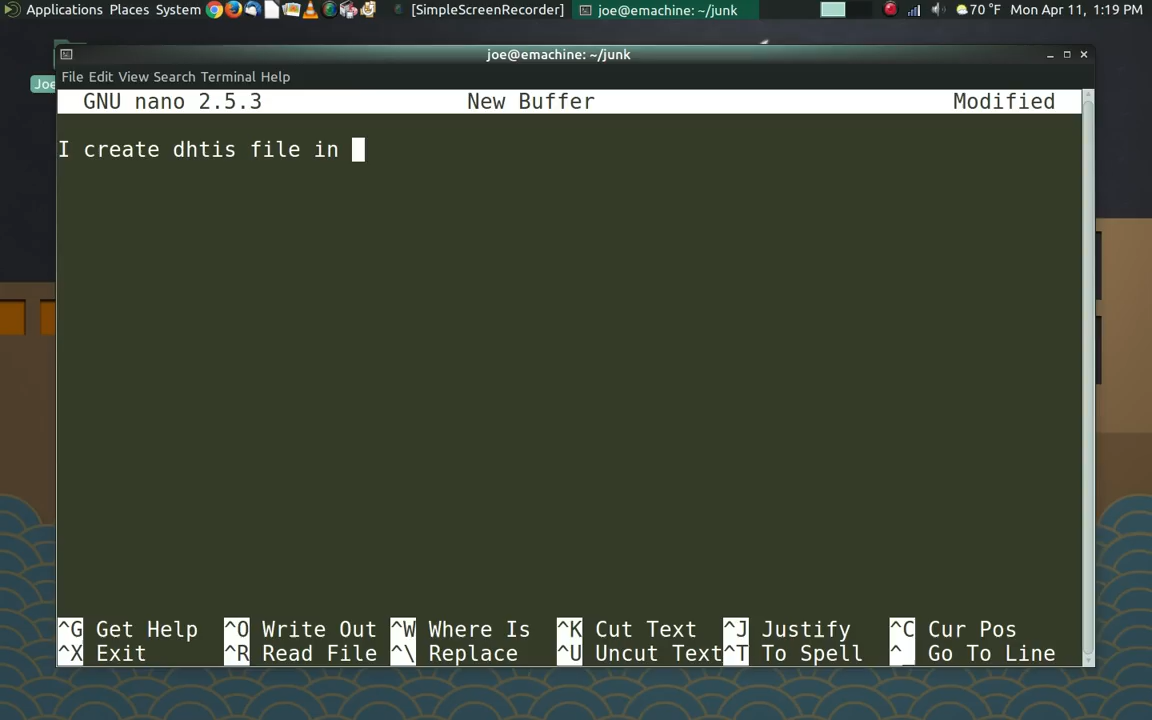 Applications Places System [SimpleScreenRecorder] joe@emachine: ~/junk 70 °F Mon Apr 11, 1:19 PM
Joe
joe@emachine: ~/junk
File Edit View Search Terminal Help
GNU nano 2.5.3 New Buffer Modified
I create dhtis file in
^G Get Help ^O Write Out ^W Where Is ^K Cut Text ^J Justify ^C Cur Pos
^X Exit ^R Read File ^\ Replace ^U Uncut Text ^T To Spell ^_ Go To Line